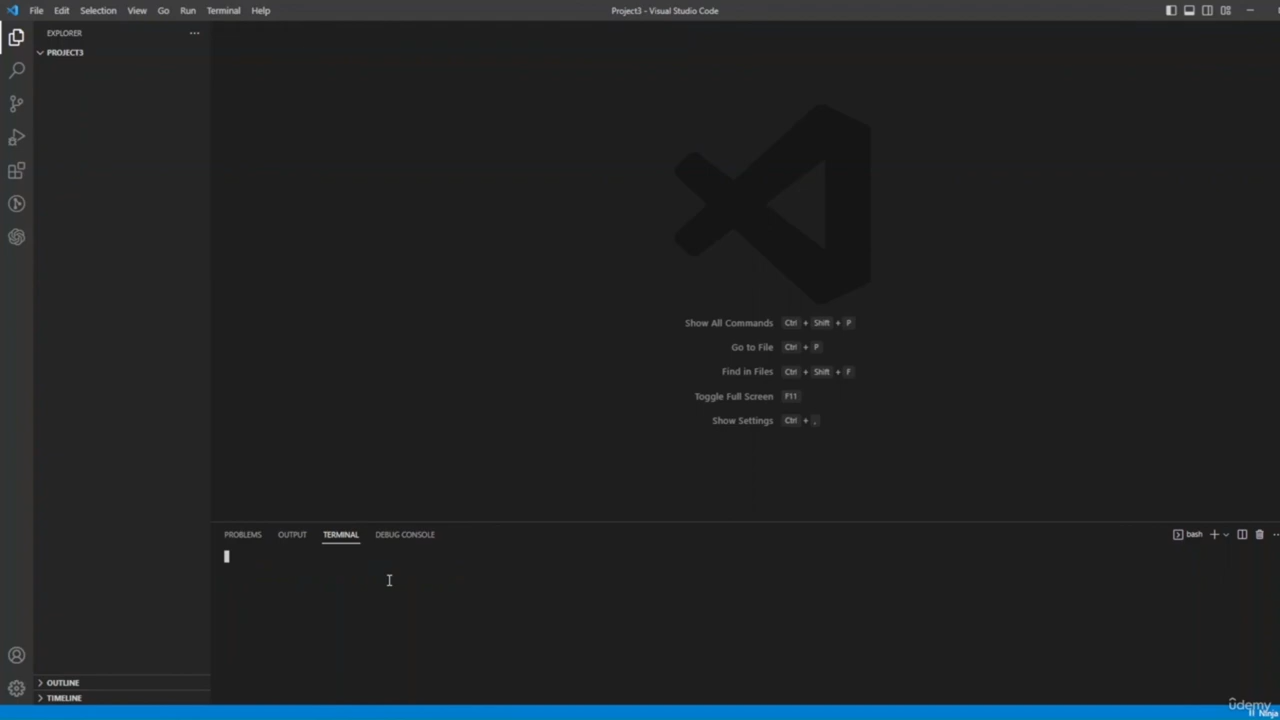 File Edit Selection View Go Run Terminal Help
Project3 - Visual Studio Code
EXPLORER
PROJECT3
Show All Commands Ctrl + Shift + P
Go to File Ctrl + P
Find in Files Ctrl + Shift + F
Toggle Full Screen F11
Show Settings Ctrl + ,
PROBLEMS OUTPUT TERMINAL DEBUG CONSOLE
bash
OUTLINE
TIMELINE
udemy
Ninja